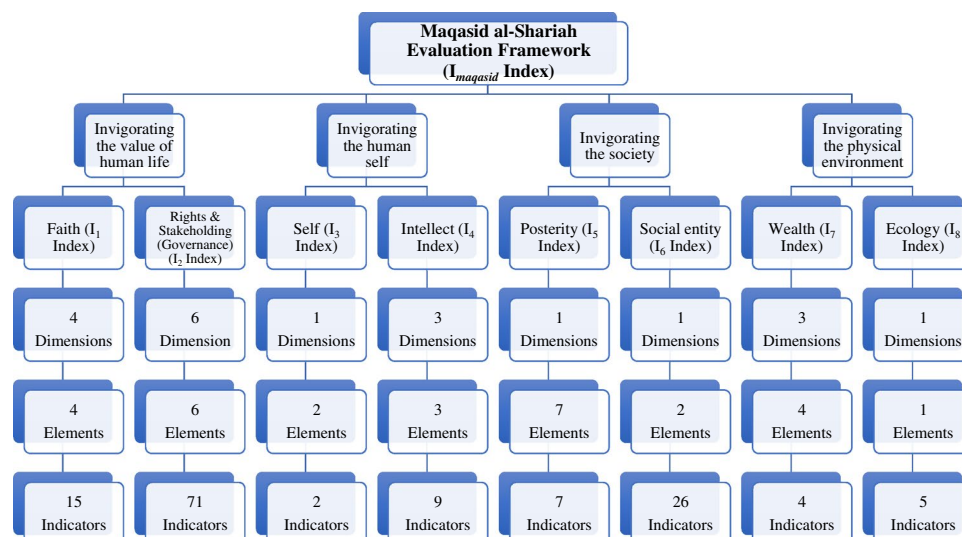 Maqasid al-Shariah
Evaluation Framework
(Imaqasid Index)
Invigorating
the value of
human life
Invigorating
the human
self
Invigorating
the society
Invigorating
the physical
environment
Faith (I1
Index)
Rights &
Stakeholding
(Governance)
(I2 Index)
Self (I3
Index)
Intellect (I4
Index)
Posterity (I5
Index)
Social entity
(I6 Index)
Wealth (I7
Index)
Ecology (I8
Index)
4
Dimensions
6
Dimension
1
Dimensions
3
Dimensions
1
Dimensions
1
Dimensions
3
Dimensions
1
Dimensions
4
Elements
6
Elements
2
Elements
3
Elements
7
Elements
2
Elements
4
Elements
1
Elements
15
Indicators
71
Indicators
2
Indicators
9
Indicators
7
Indicators
26
Indicators
4
Indicators
5
Indicators